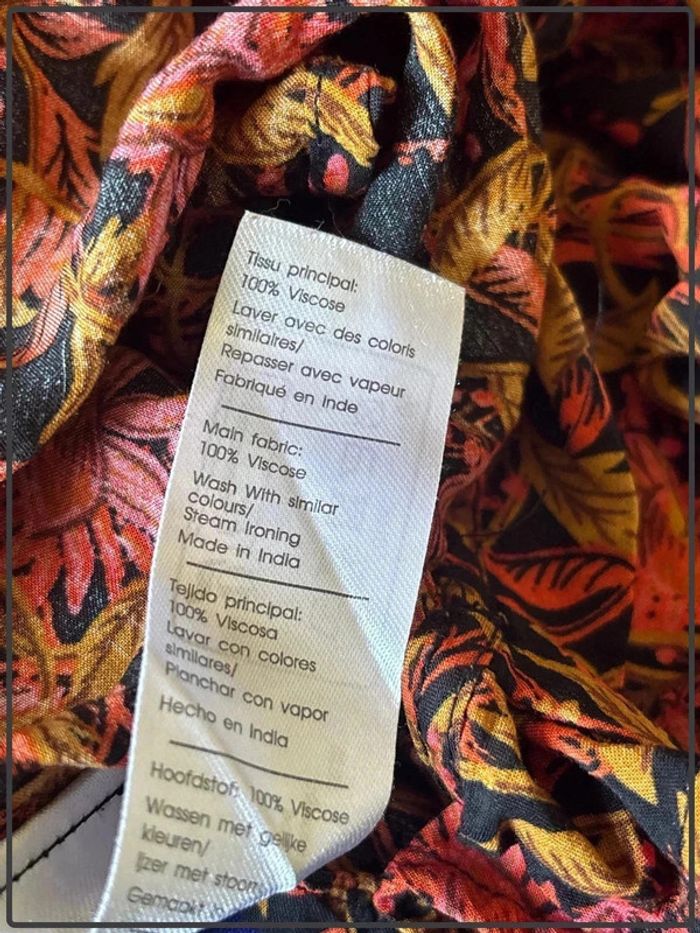 Tissu principal:
100% Viscose
Laver avec des coloris
similaires/
Repasser avec vapeur
Fabriqué en Inde
Main fabric:
100% Viscose
Wash With similar
colours/
Steam Ironing
Made in India
Tejido principal:
100% Viscosa
Lavar con colores
similares/
Planchar con vapor
Hecho en India
Hoofdstof: 100% Viscose
Wassen met gelijke
kleuren/
Ijzer met stoom
Gemaakt